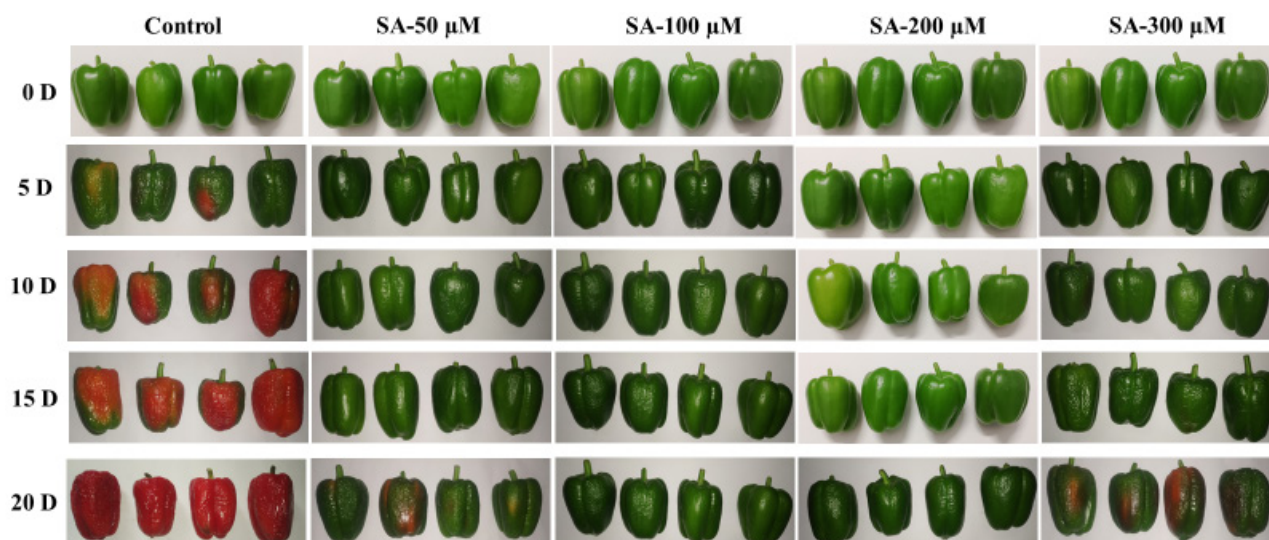 Control SA-50 µM SA-100 µM SA-200 µM SA-300 µM
0 D
5 D
10 D
15 D
20 D